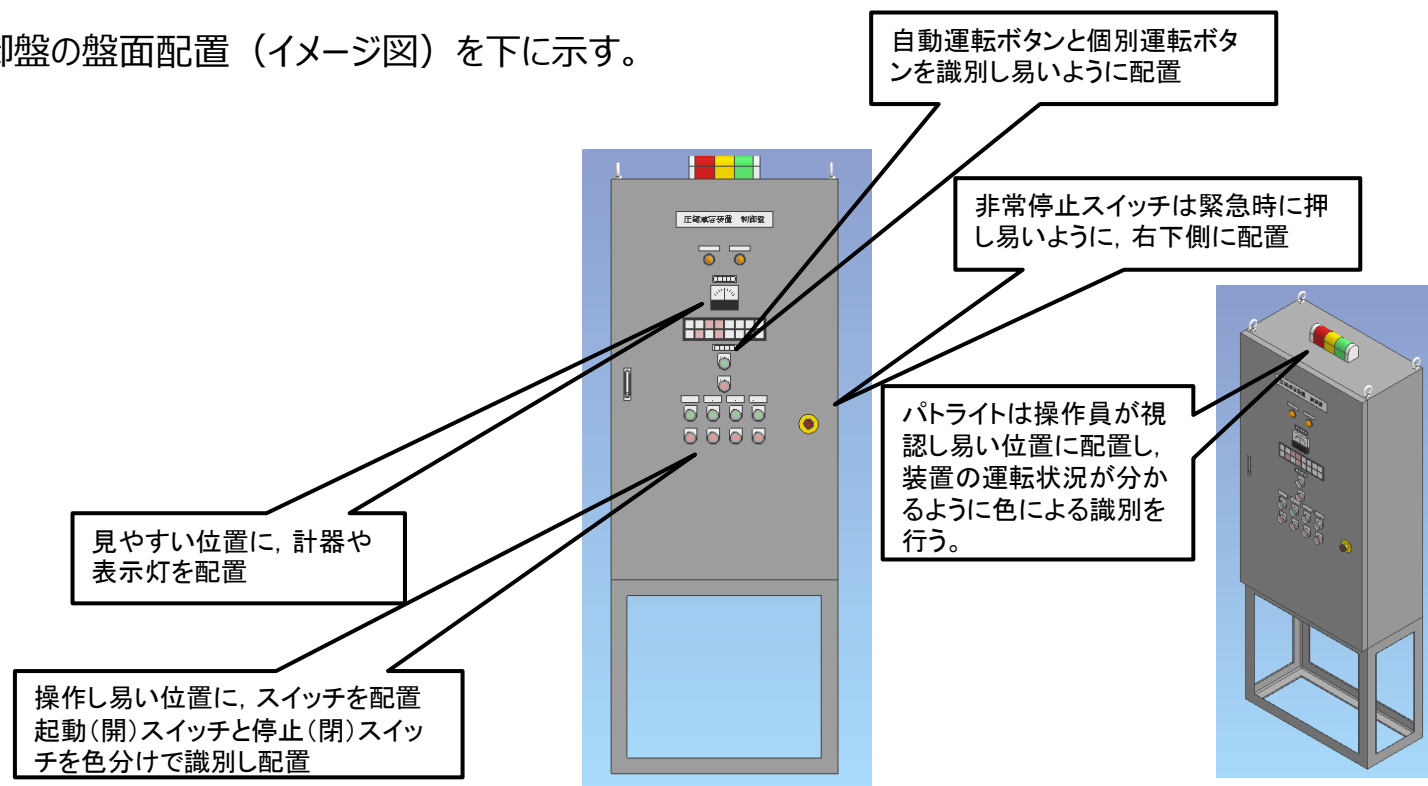 御盤の盤面配置（イメージ図）を下に示す。
自動運転ボタンと個別運転ボタ
ンを識別し易いように配置
非常停止スイッチは緊急時に押
し易いように, 右下側に配置
圧縮減容装置 制御盤
パトライトは操作員が視
認し易い位置に配置し,
装置の運転状況が分か
るように色による識別を
行う。
見やすい位置に, 計器や
表示灯を配置
操作し易い位置に, スイッチを配置
起動（開）スイッチと停止（閉）スイッ
チを色分けで識別し配置